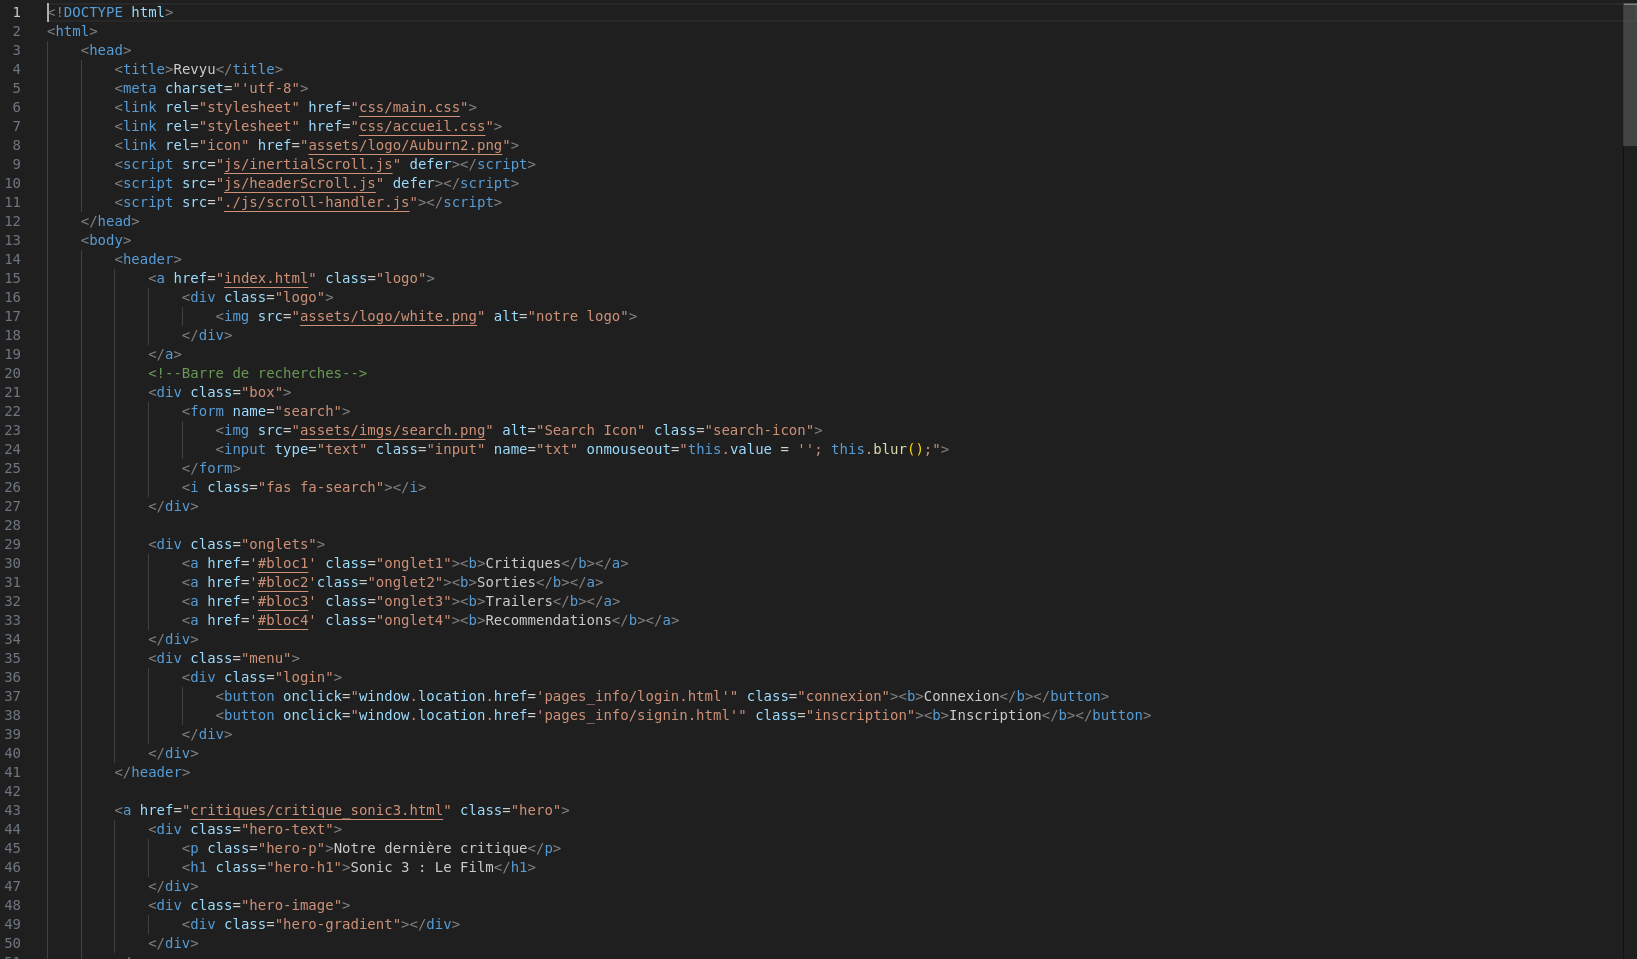 1 <!DOCTYPE html>
2 <html>
3     <head>
4         <title>Revyu</title>
5         <meta charset="'utf-8">
6         <link rel="stylesheet" href="css/main.css">
7         <link rel="stylesheet" href="css/accueil.css">
8         <link rel="icon" href="assets/logo/Auburn2.png">
9         <script src="js/inertialScroll.js" defer></script>
10         <script src="js/headerScroll.js" defer></script>
11         <script src="./js/scroll-handler.js"></script>
12     </head>
13     <body>
14         <header>
15             <a href="index.html" class="logo">
16                 <div class="logo">
17                     <img src="assets/logo/white.png" alt="notre logo">
18                 </div>
19             </a>
20             <!--Barre de recherches-->
21             <div class="box">
22                 <form name="search">
23                     <img src="assets/imgs/search.png" alt="Search Icon" class="search-icon">
24                     <input type="text" class="input" name="txt" onmouseout="this.value = ''; this.blur();">
25                 </form>
26                 <i class="fas fa-search"></i>
27             </div>
28
29             <div class="onglets">
30                 <a href='#bloc1' class="onglet1"><b>Critiques</b></a>
31                 <a href='#bloc2'class="onglet2"><b>Sorties</b></a>
32                 <a href='#bloc3' class="onglet3"><b>Trailers</b></a>
33                 <a href='#bloc4' class="onglet4"><b>Recommendations</b></a>
34             </div>
35             <div class="menu">
36                 <div class="login">
37                     <button onclick="window.location.href='pages_info/login.html'" class="connexion"><b>Connexion</b></button>
38                     <button onclick="window.location.href='pages_info/signin.html'" class="inscription"><b>Inscription</b></button>
39                 </div>
40             </div>
41         </header>
42
43         <a href="critiques/critique_sonic3.html" class="hero">
44             <div class="hero-text">
45                 <p class="hero-p">Notre dernière critique</p>
46                 <h1 class="hero-h1">Sonic 3 : Le Film</h1>
47             </div>
48             <div class="hero-image">
49                 <div class="hero-gradient"></div>
50             </div>